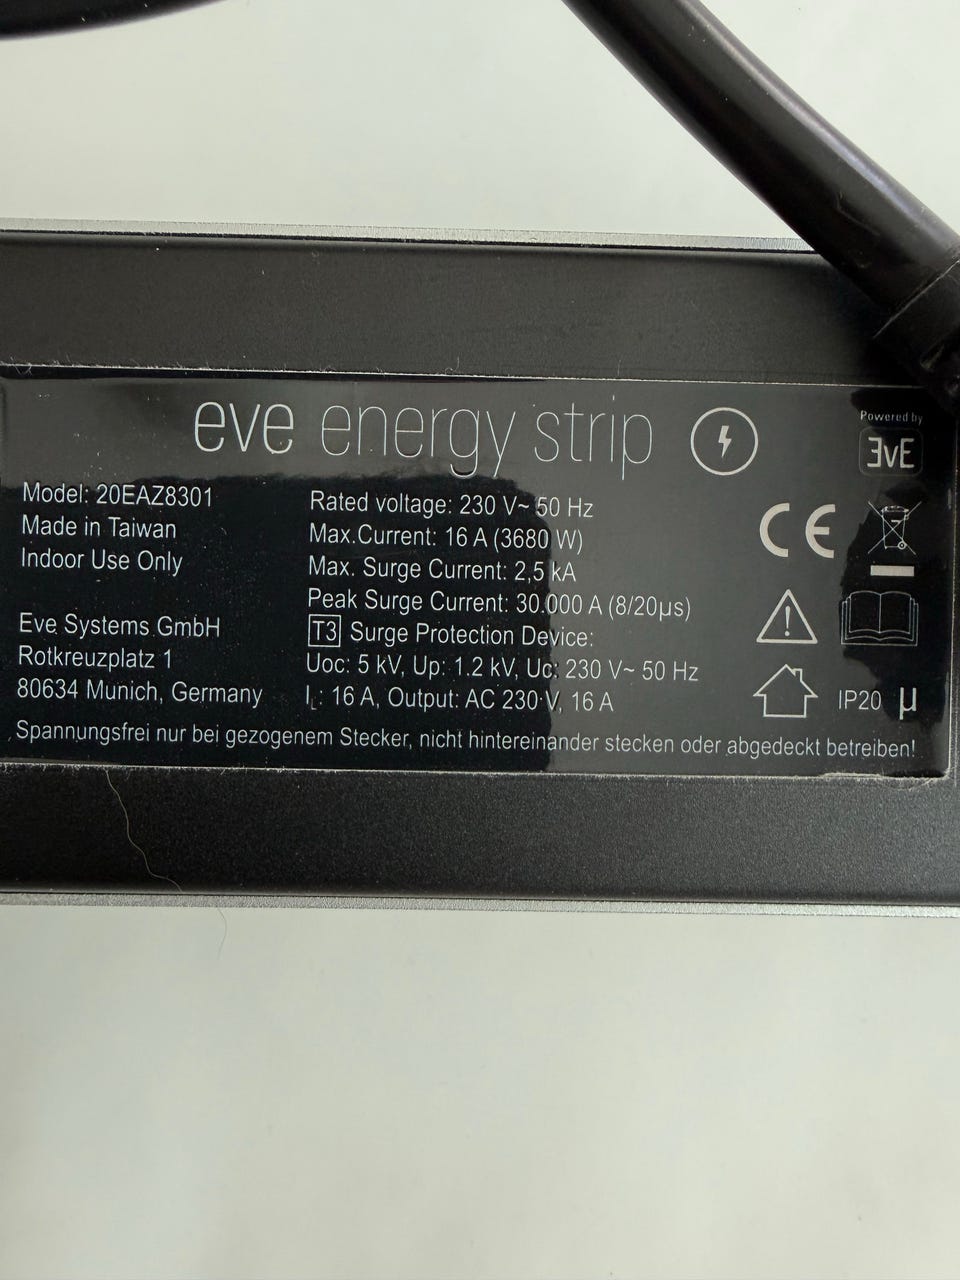 eve energy strip
Powered by
EvE
Model: 20EAZ8301
Made in Taiwan
Indoor Use Only
Eve Systems GmbH
Rotkreuzplatz 1
80634 Munich, Germany
Rated voltage: 230 V~ 50 Hz
Max.Current: 16 A (3680 W)
Max. Surge Current: 2,5 kA
Peak Surge Current: 30.000 A (8/20µs)
T3 Surge Protection Device:
Uoc: 5 kV, Up: 1.2 kV, Uc: 230 V~ 50 Hz
IL: 16 A, Output: AC 230 V, 16 A
CE
IP20 µ
Spannungsfrei nur bei gezogenem Stecker, nicht hintereinander stecken oder abgedeckt betreiben!